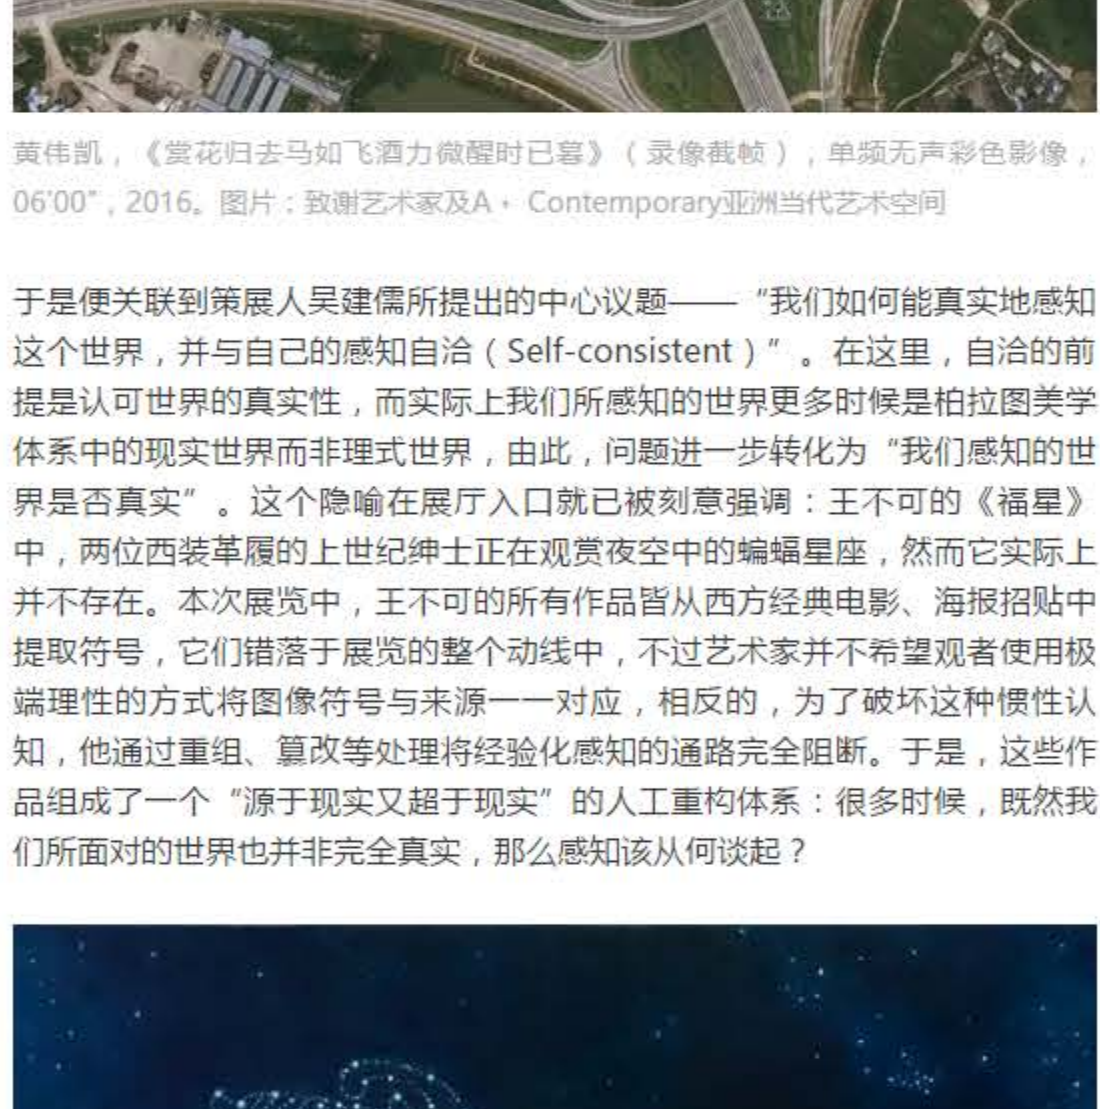 黄伟凯，《赏花归去马如飞酒力微醒时已暮》（录像截帧），单频无声彩色影像，
06'00"，2016。图片：致谢艺术家及A+ Contemporary亚洲当代艺术空间
于是便关联到策展人吴建儒所提出的中心议题——“我们如何能真实地感知
这个世界，并与自己的感知自洽（Self-consistent）”。在这里，自洽的前
提是认可世界的真实性，而实际上我们所感知的世界更多时候是柏拉图美学
体系中的现实世界而非理式世界，由此，问题进一步转化为“我们感知的世
界是否真实”。这个隐喻在展厅入口就已被刻意强调：王不可的《福星》
中，两位西装革履的上世纪绅士正在观赏夜空中的蝙蝠星座，然而它实际上
并不存在。本次展览中，王不可的所有作品皆从西方经典电影、海报招贴中
提取符号，它们错落于展览的整个动线中，不过艺术家并不希望观者使用极
端理性的方式将图像符号与来源一一对应，相反的，为了破坏这种惯性认
知，他通过重组、篡改等处理将经验化感知的通路完全阻断。于是，这些作
品组成了一个“源于现实又超于现实”的人工重构体系：很多时候，既然我
们所面对的世界也并非完全真实，那么感知该从何谈起？